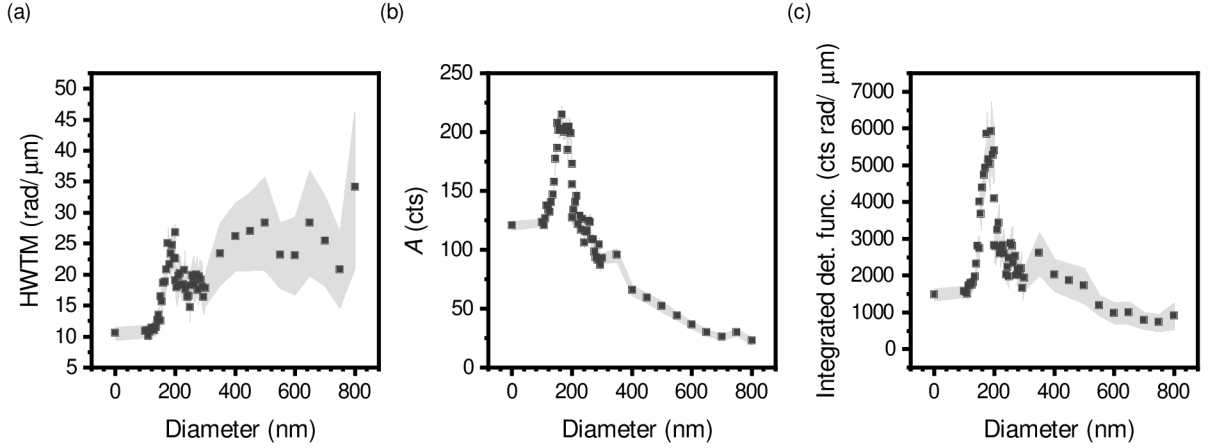 (a)
(b)
(c)
HWTM (rad/μm)
50
45
40
35
30
25
20
15
10
5
0 200 400 600 800
Diameter (nm)
A (cts)
250
200
150
100
50
0
0 200 400 600 800
Diameter (nm)
Integrated det. func. (cts rad/ μm)
7000
6000
5000
4000
3000
2000
1000
0
0 200 400 600 800
Diameter (nm)